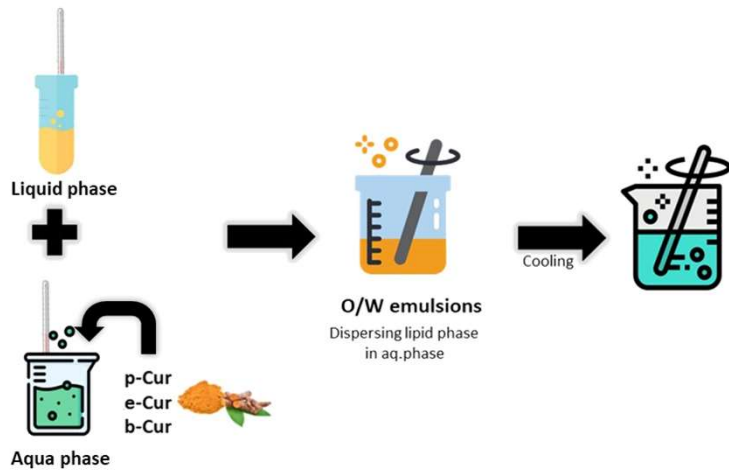 Liquid phase
p-Cur
e-Cur
b-Cur
Aqua phase
O/W emulsions
Dispersing lipid phase
in aq.phase
Cooling